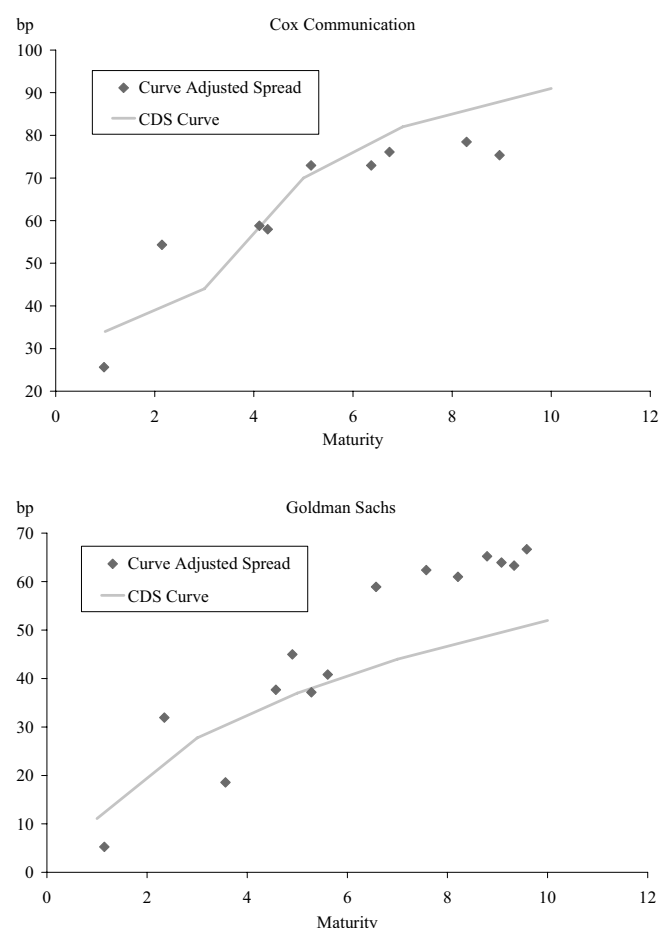 bp
Cox Communication
100
90
80
70
60
50
40
30
20
Curve Adjusted Spread
CDS Curve
0 2 4 6 8 10 12
Maturity
bp
Goldman Sachs
70
60
50
40
30
20
10
0
Curve Adjusted Spread
CDS Curve
0 2 4 6 8 10 12
Maturity